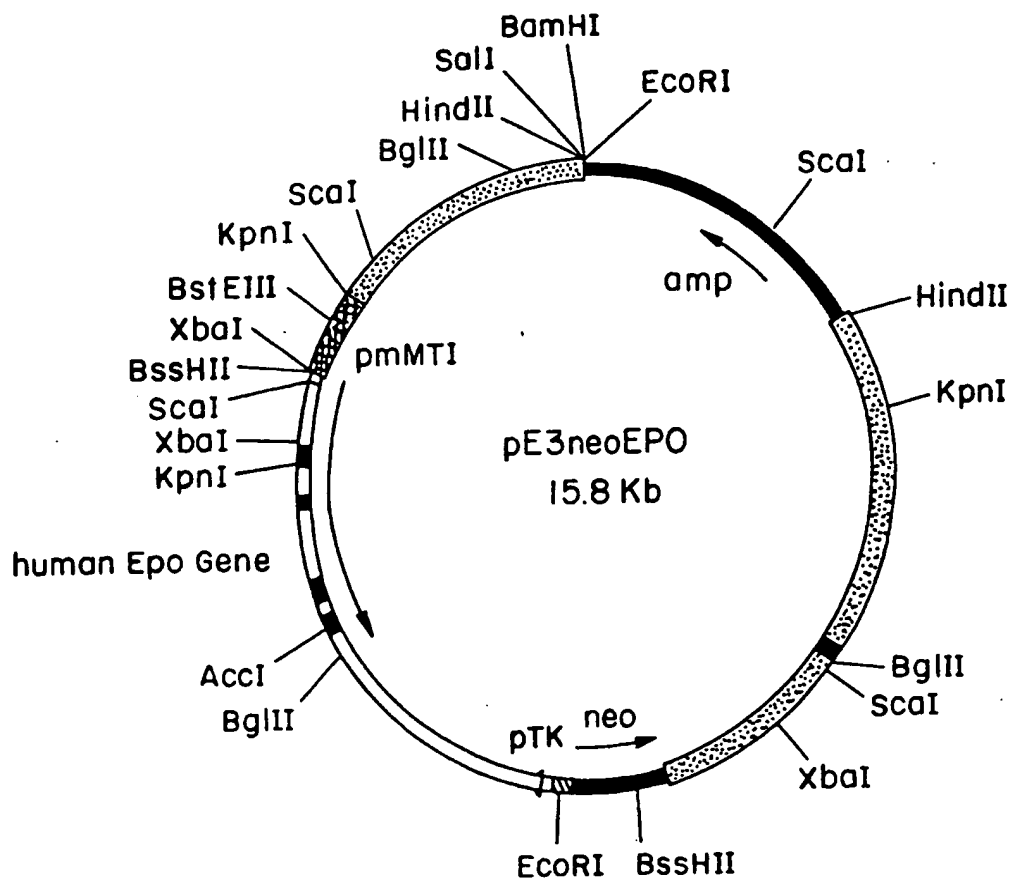 BamHI
SalI
EcoRI
HindII
BglII
ScaI
ScaI
KpnI
BstEIII
XbaI
BssHII
ScaI
XbaI
KpnI
pmMTI
amp
HindII
KpnI
pE3neoEPO
15.8 Kb
human Epo Gene
AccI
BglII
BglII
ScaI
XbaI
pTK
neo
EcoRI
BssHII